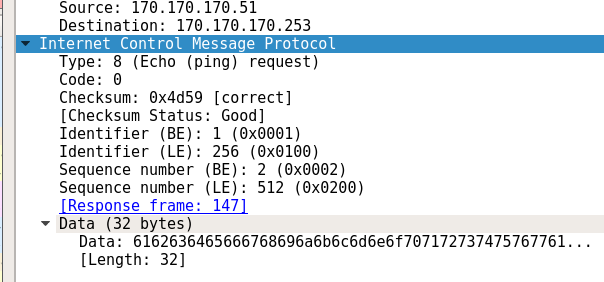 Source: 170.170.170.51
Destination: 170.170.170.253
Internet Control Message Protocol
Type: 8 (Echo (ping) request)
Code: 0
Checksum: 0x4d59 [correct]
[Checksum Status: Good]
Identifier (BE): 1 (0x0001)
Identifier (LE): 256 (0x0100)
Sequence number (BE): 2 (0x0002)
Sequence number (LE): 512 (0x0200)
[Response frame: 147]
Data (32 bytes)
Data: 6162636465666768696a6b6c6d6e6f7071727374757677​61...
[Length: 32]